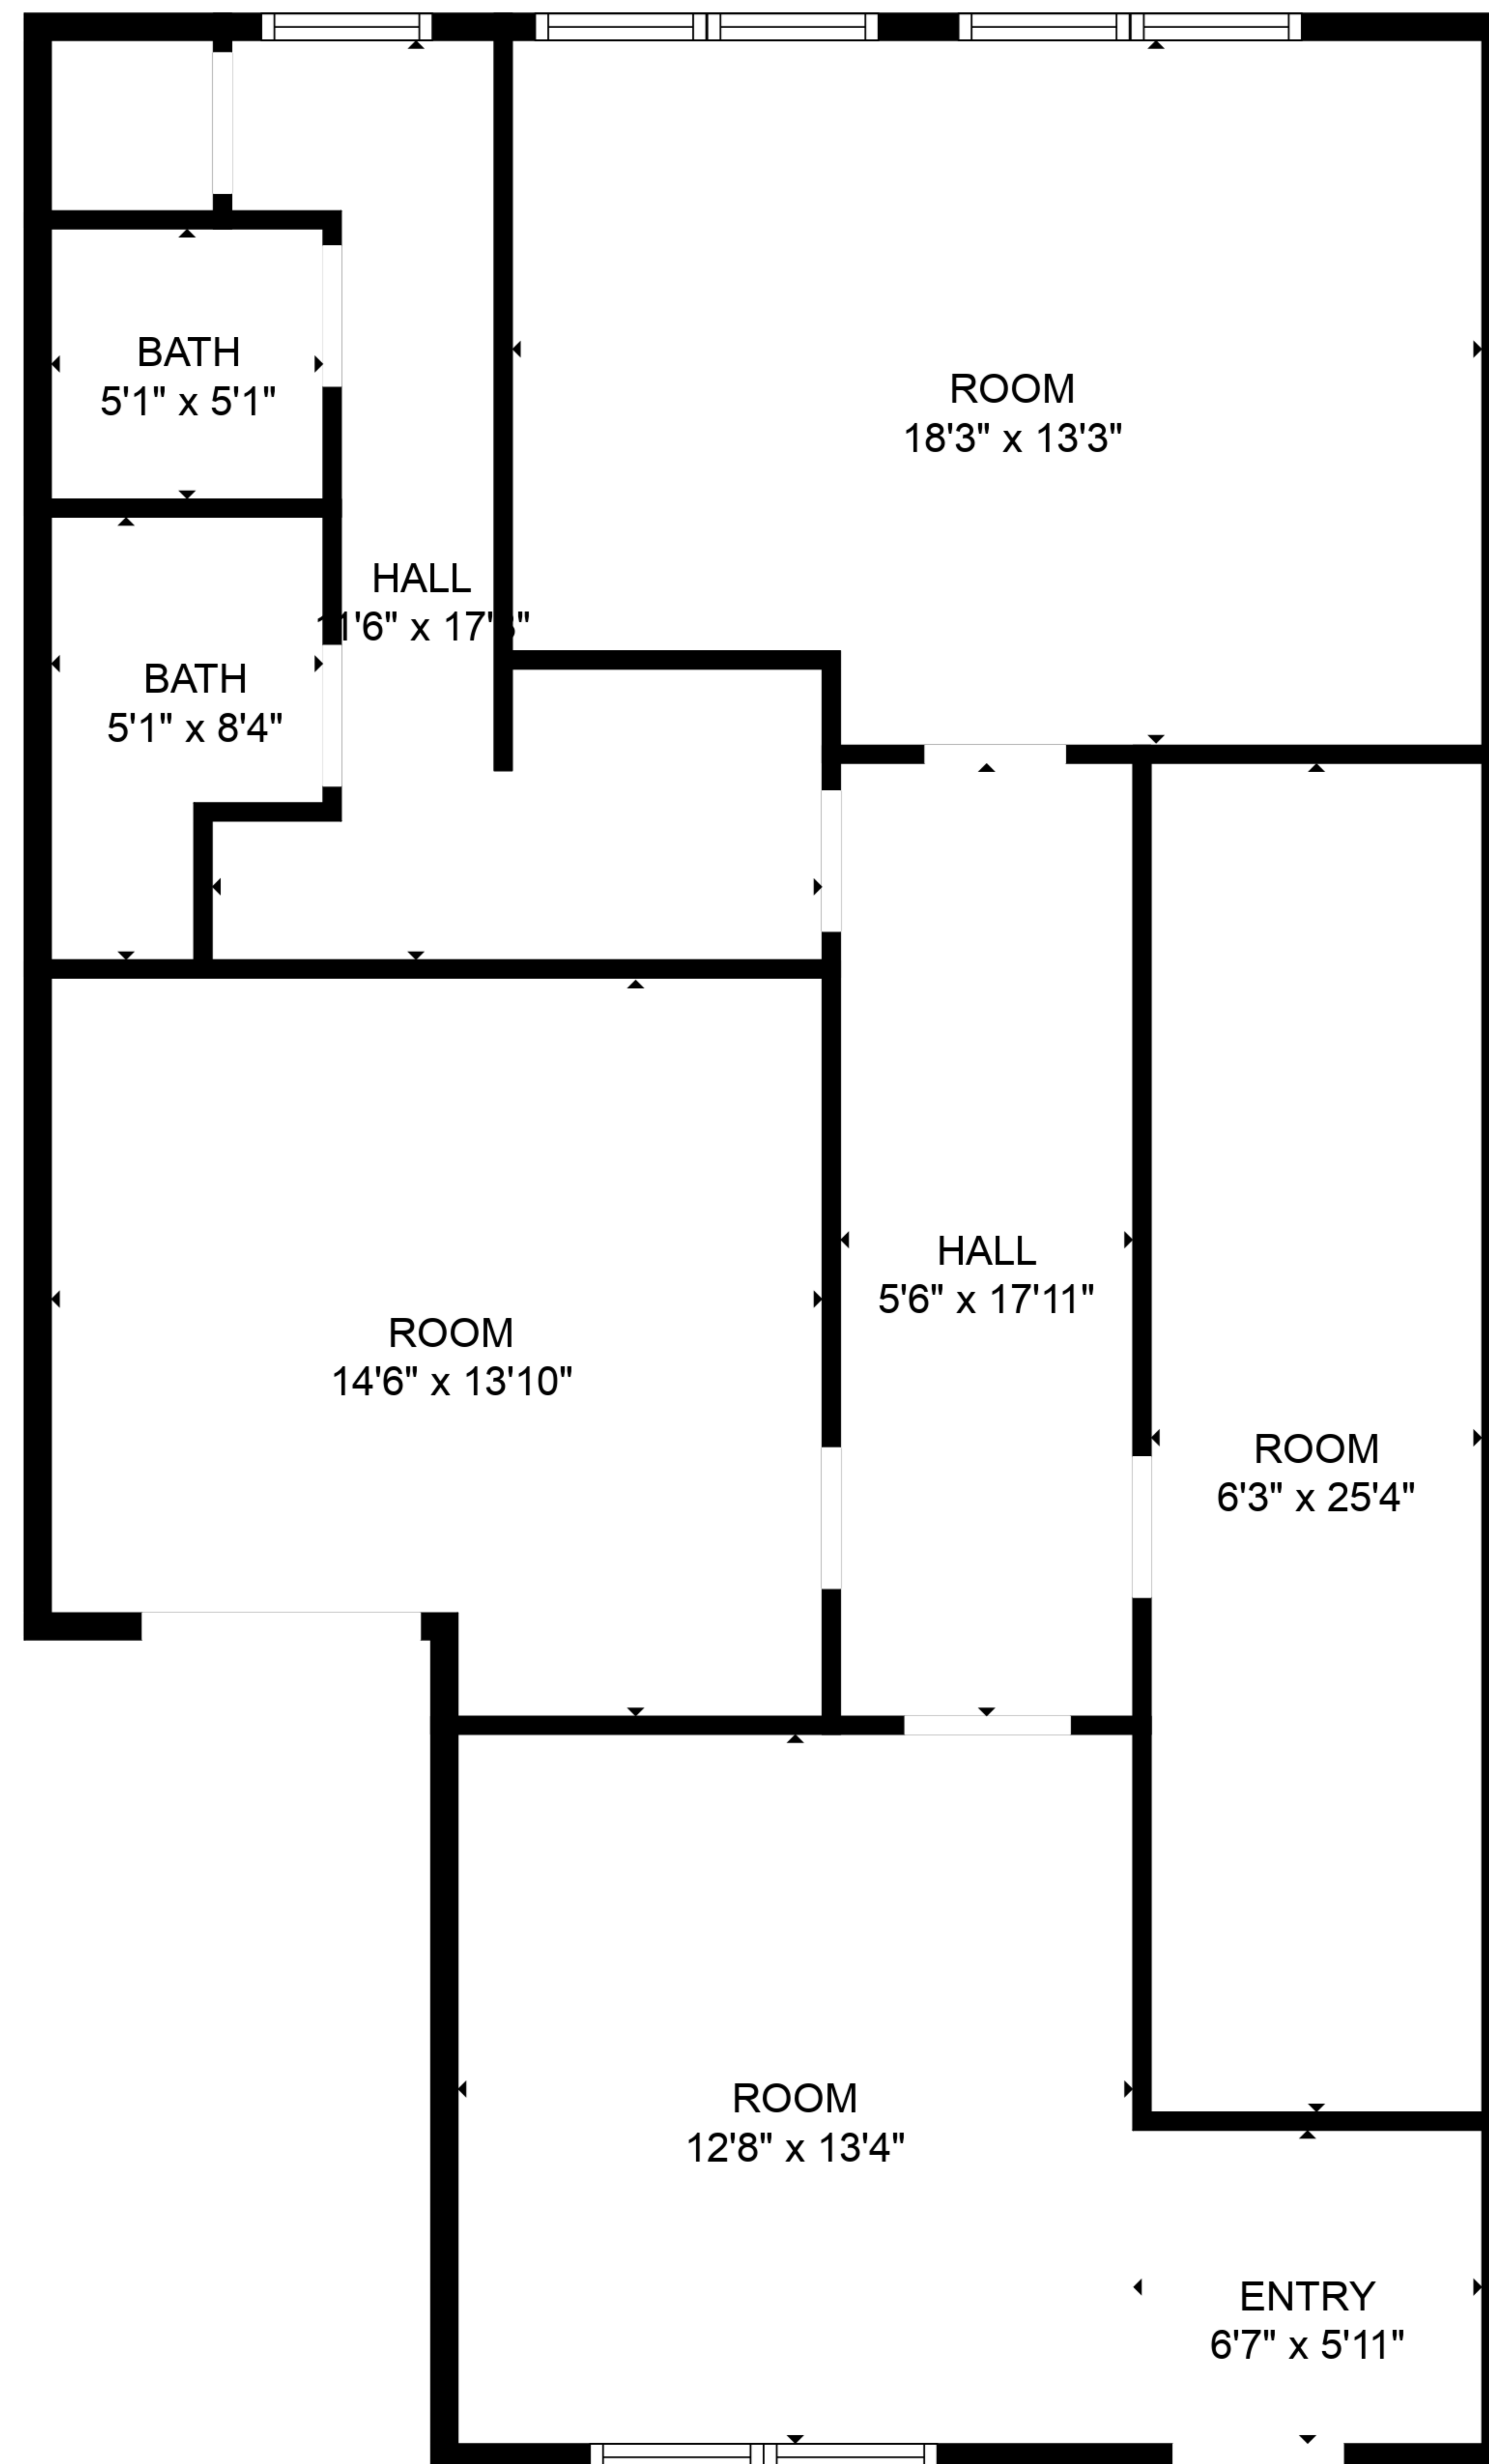 BATH
5'1" x 5'1"
ROOM
18'3" x 13'3"
HALL
11'6" x
BATH
5'1" x 8'4"
HALL
5'6" x 17'11"
ROOM
14'6" x 13'10"
ROOM
6'3" x 25'4"
ROOM
12'8" x 13'4"
ENTRY
6'7" x 5'11"